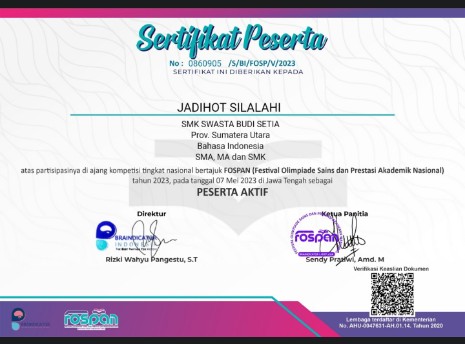 Sertifikat Peserta
No : 0860905 /S/BI/FOSP/V/2023
SERTIFIKAT INI DIBERIKAN KEPADA
JADIHOT SILALAHI
SMK SWASTA BUDI SETIA
Prov. Sumatera Utara
Bahasa Indonesia
SMA, MA dan SMK
atas partisipasinya di ajang kompetisi tingkat nasional bertajuk FOSPAN (Festival Olimpiade Sains dan Prestasi Akademik Nasional)
tahun 2023, pada tanggal 07 Mei 2023 di Jawa Tengah sebagai
PESERTA AKTIF
Direktur
Ketua Panitia
BRAINDICATOR
INDONESIA
fospan
Rizki Wahyu Pangestu, S.T
Sendy Pratiwi, Amd. M
Verifikasi Keaslian Dokumen
BRAINDICATOR
fospan
Lembaga terdaftar di Kementerian
No. AHU-0047631-AH.01.14. Tahun 2020